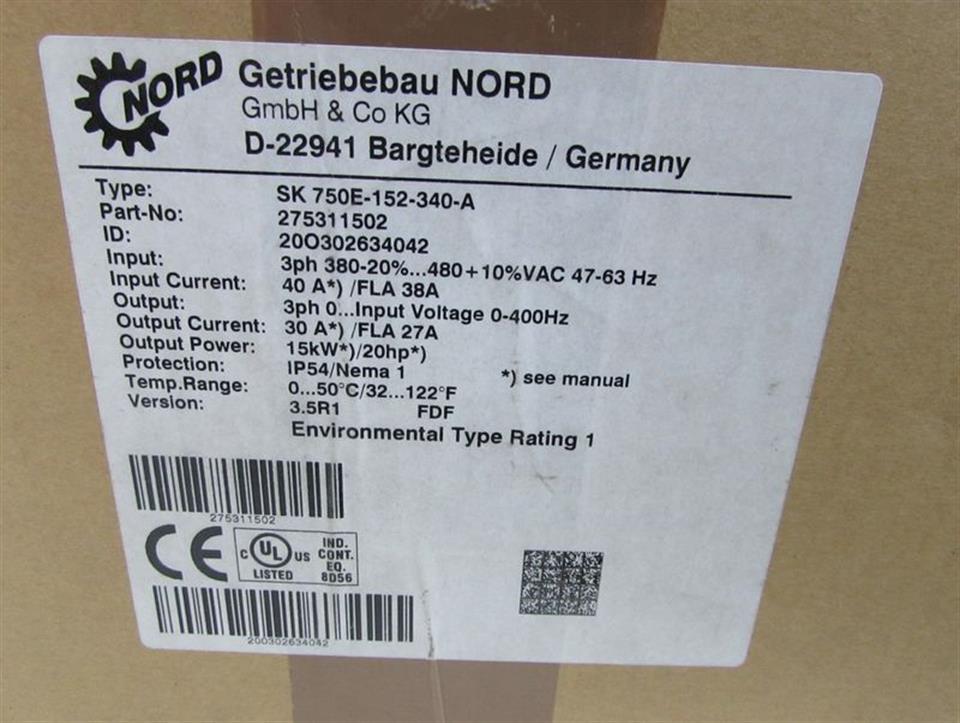 NORD
Getriebebau NORD
GmbH & Co KG
D-22941 Bargteheide / Germany
Type: SK 750E-152-340-A
Part-No: 275311502
ID: 20O302634042
Input: 3ph 380-20%...480+10%VAC 47-63 Hz
Input Current: 40 A*) /FLA 38A
Output: 3ph 0...Input Voltage 0-400Hz
Output Current: 30 A*) /FLA 27A
Output Power: 15kW*)/20hp*)
Protection: IP54/Nema 1 *) see manual
Temp.Range: 0...50°C/32...122°F
Version: 3.5R1 FDF
Environmental Type Rating 1
275311502
CE
C UL US LISTED
IND.
CONT.
EQ.
8D56
200302634042